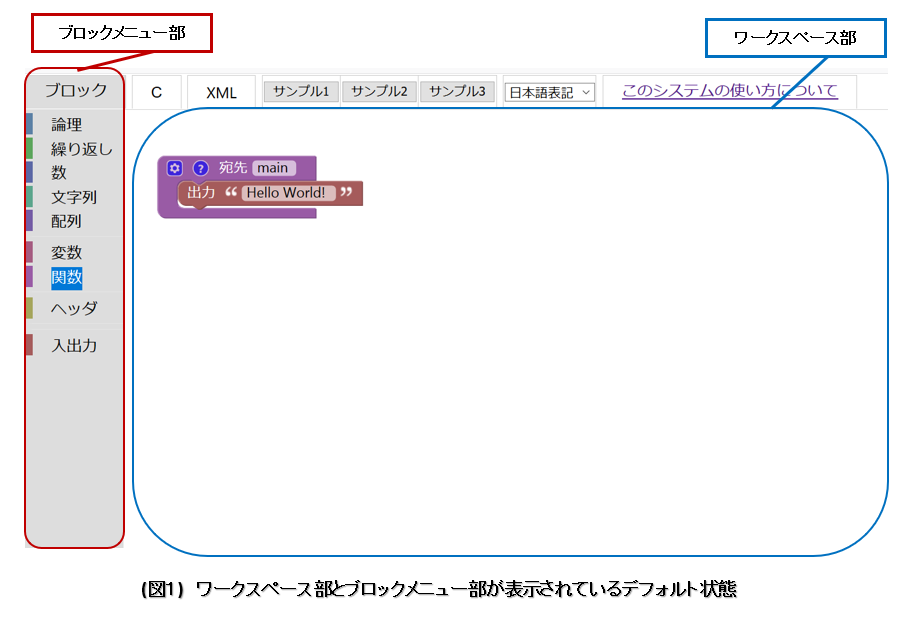 ブロックメニュー部
ワークスペース部
ブロック
C
XML
サンプル1
サンプル2
サンプル3
日本語表記
このシステムの使い方について
論理
繰り返し
数
文字列
配列
変数
関数
ヘッダ
入出力
? 宛先 main
出力 “ Hello World! ”
(図1) ワークスペース部とブロックメニュー部が表示されているデフォルト状態